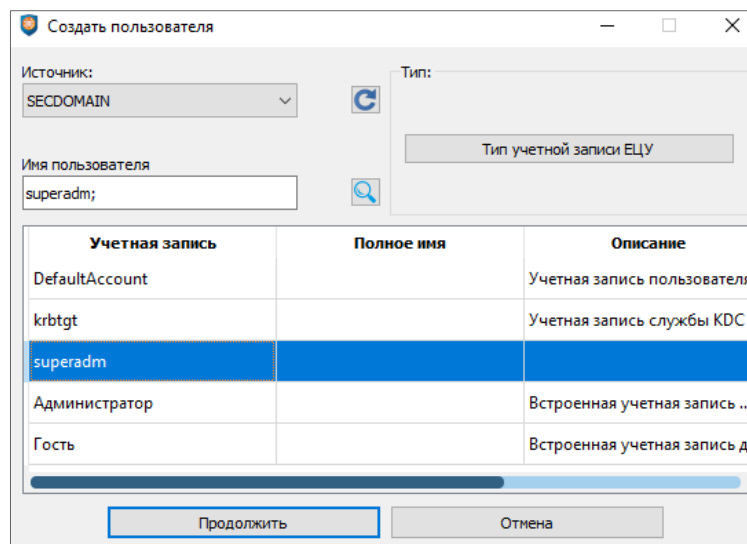 Создать пользователя
Источник:
Тип:
SECDOMAIN
Тип учетной записи ЕЦУ
Имя пользователя
superadm;
Учетная запись Полное имя Описание
DefaultAccount Учетная запись пользователя
krbtgt Учетная запись службы KDC
superadm
Администратор Встроенная учетная запись ..
Гость Встроенная учетная запись д
Продолжить Отмена